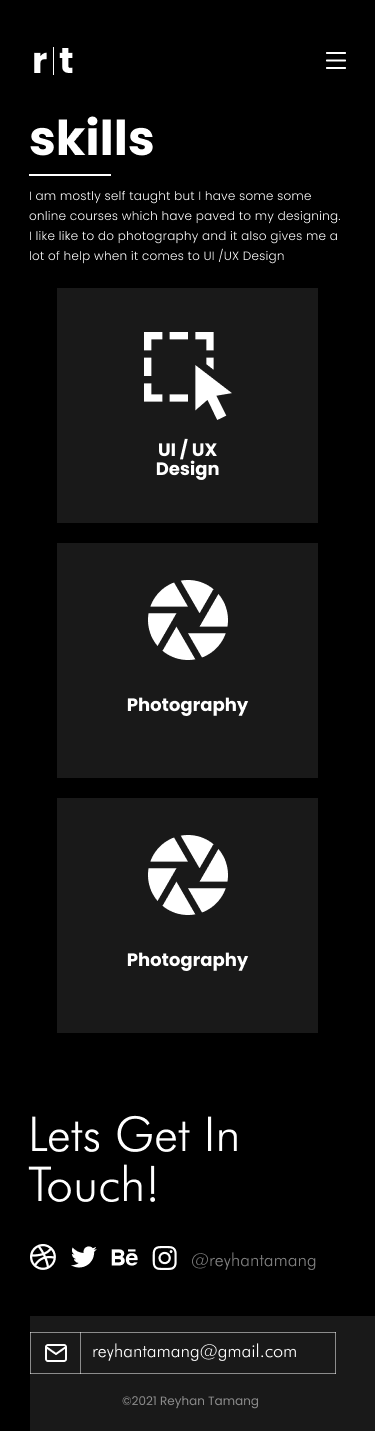 r|t
skills
I am mostly self taught but I have some some
online courses which have paved to my designing.
I like like to do photography and it also gives me a
lot of help when it comes to UI /UX Design
UI / UX
Design
Photography
Photography
Lets Get In
Touch!
Bē @reyhantamang
reyhantamang@gmail.com
©2021 Reyhan Tamang